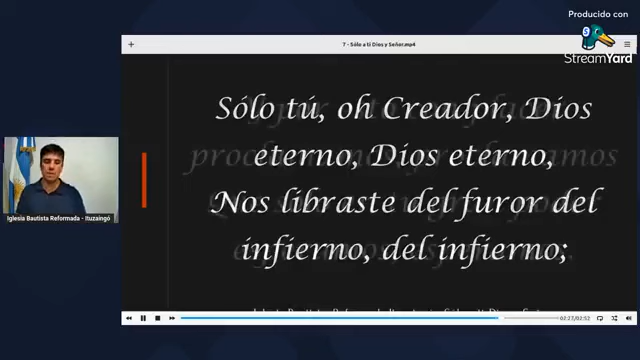 Producido con
StreamYard
7 - Sólo a ti Dios y Señor.mp4
Sólo tú, oh Creador, Dios
eterno, Dios eterno,
Nos libraste del furor del
infierno, del infierno;
Iglesia Bautista Reformada - Ituzaingó
02:27/02:52